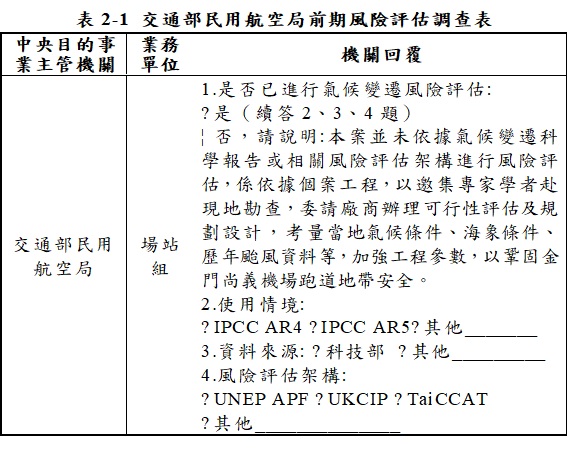 表 2-1 交通部民用航空局前期風險評估調查表
中央目的事
業主管機關
業務
單位
機關回覆
交通部民用
航空局
場站
組
1.是否已進行氣候變遷風險評估:
?是（續答 2、3、4 題）
¦ 否，請說明:本案並未依據氣候變遷科
學報告或相關風險評估架構進行風險評
估，係依據個案工程，以邀集專家學者赴
現地勘查，委請廠商辦理可行性評估及規
劃設計，考量當地氣候條件、海象條件、
歷年颱風資料等，加強工程參數，以鞏固金
門尚義機場跑道地帶安全。
2.使用情境:
?IPCC AR4 ?IPCC AR5?其他________
3.資料來源: ?科技部 ?其他__________
4.風險評估架構:
?UNEP APF ?UKCIP ?TaiCCAT
?其他________________